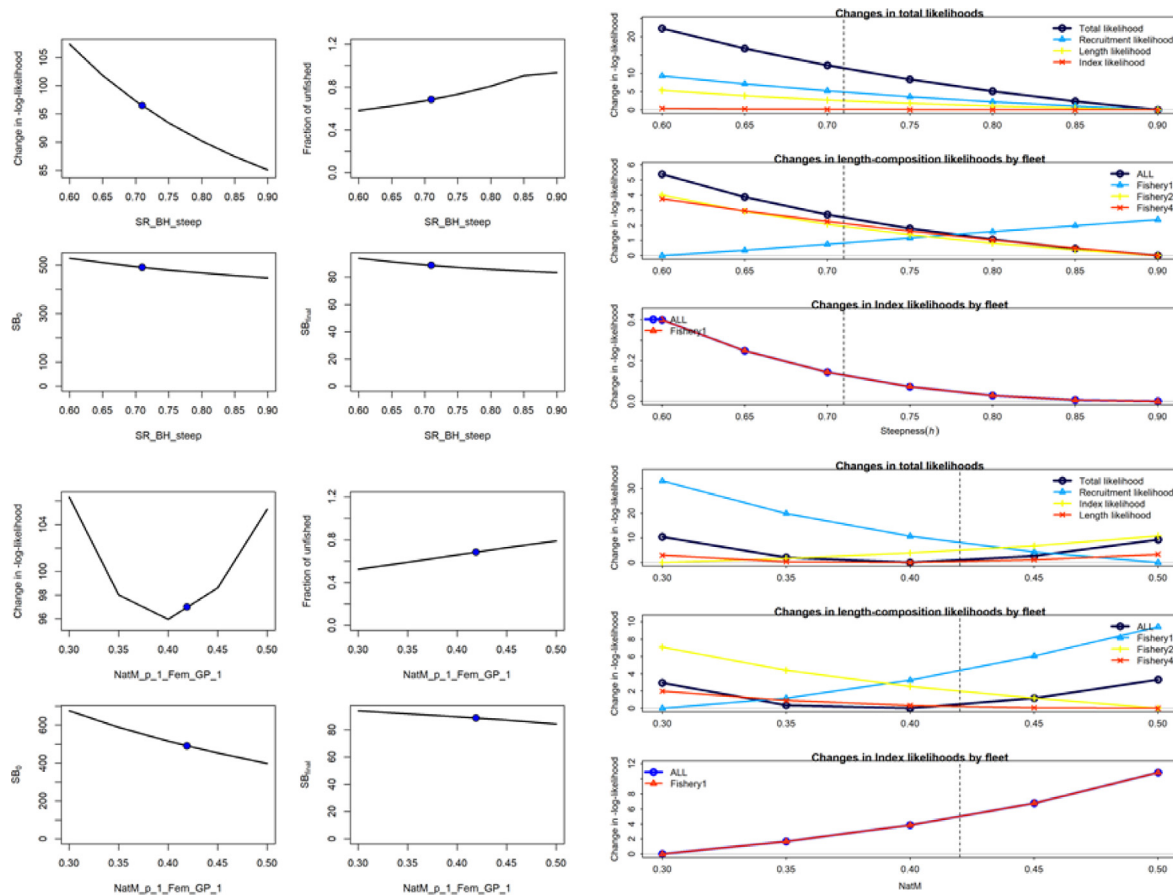 Change in -log-likelihood
105
100
95
90
85
0.60 0.65 0.70 0.75 0.80 0.85 0.90
SR_BH_steep
Fraction of unfished
1.2
0.8
0.4
0.0
0.60 0.65 0.70 0.75 0.80 0.85 0.90
SR_BH_steep
SB0
500
400
200
0
0.60 0.65 0.70 0.75 0.80 0.85 0.90
SR_BH_steep
SBfinal
80
60
40
20
0
0.60 0.65 0.70 0.75 0.80 0.85 0.90
SR_BH_steep
Changes in total likelihoods
Change in -log-likelihood
20
10
5
0
Total likelihood
Recruitment likelihood
Length likelihood
Index likelihood
0.60 0.65 0.70 0.75 0.80 0.85 0.90
Changes in length-composition likelihoods by fleet
Change in -log-likelihood
6
5
4
3
2
1
0
ALL
Fishery1
Fishery2
Fishery4
0.60 0.65 0.70 0.75 0.80 0.85 0.90
Changes in Index likelihoods by fleet
Change in -log-likelihood
0.4
0.2
0.0
ALL
Fishery1
0.60 0.65 0.70 0.75 0.80 0.85 0.90
Steepness(h)
Change in -log-likelihood
104
102
100
98
96
0.30 0.35 0.40 0.45 0.50
NatM_p_1_Fem_GP_1
Fraction of unfished
1.2
0.8
0.4
0.0
0.30 0.35 0.40 0.45 0.50
NatM_p_1_Fem_GP_1
SB0
600
400
200
0
0.30 0.35 0.40 0.45 0.50
NatM_p_1_Fem_GP_1
SBfinal
80
60
40
20
0
0.30 0.35 0.40 0.45 0.50
NatM_p_1_Fem_GP_1
Changes in total likelihoods
Change in -log-likelihood
30
20
10
0
Total likelihood
Recruitment likelihood
Index likelihood
Length likelihood
0.30 0.35 0.40 0.45 0.50
Changes in length-composition likelihoods by fleet
Change in -log-likelihood
10
8
6
4
2
0
ALL
Fishery1
Fishery2
Fishery4
0.30 0.35 0.40 0.45 0.50
Changes in Index likelihoods by fleet
Change in -log-likelihood
12
10
8
6
4
2
0
ALL
Fishery1
0.30 0.35 0.40 0.45 0.50
NatM